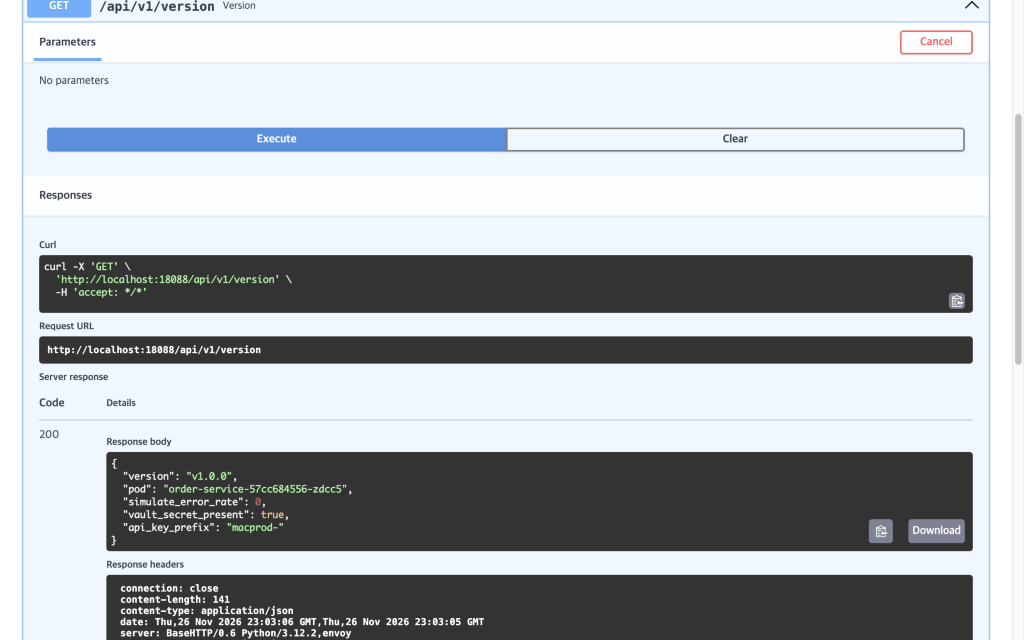 GET /api/v1/version Version
Parameters
Cancel
No parameters
Execute
Clear
Responses
Curl
curl -X 'GET' \
  'http://localhost:18088/api/v1/version' \
  -H 'accept: */*'
Request URL
http://localhost:18088/api/v1/version
Server response
Code Details
200
Response body
{
  "version": "v1.0.0",
  "pod": "order-service-57cc684556-zdcc5",
  "simulate_error_rate": 0,
  "vault_secret_present": true,
  "api_key_prefix": "macprod-"
}
Download
Response headers
connection: close
content-length: 141
content-type: application/json
date: Thu,26 Nov 2026 23:03:06 GMT,Thu,26 Nov 2026 23:03:05 GMT
server: BaseHTTP/0.6 Python/3.12.2,envoy